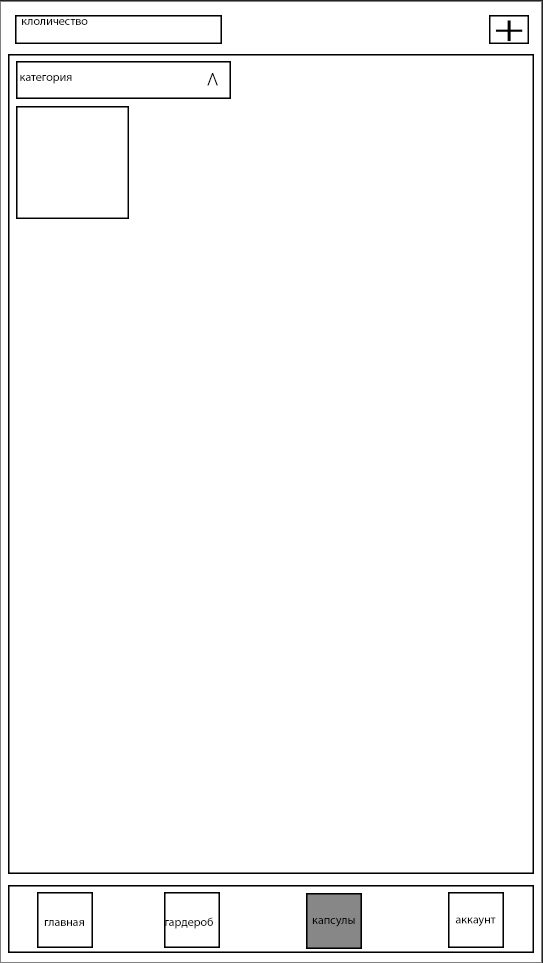 клоличество
категория
главная
гардероб
капсулы
аккаунт